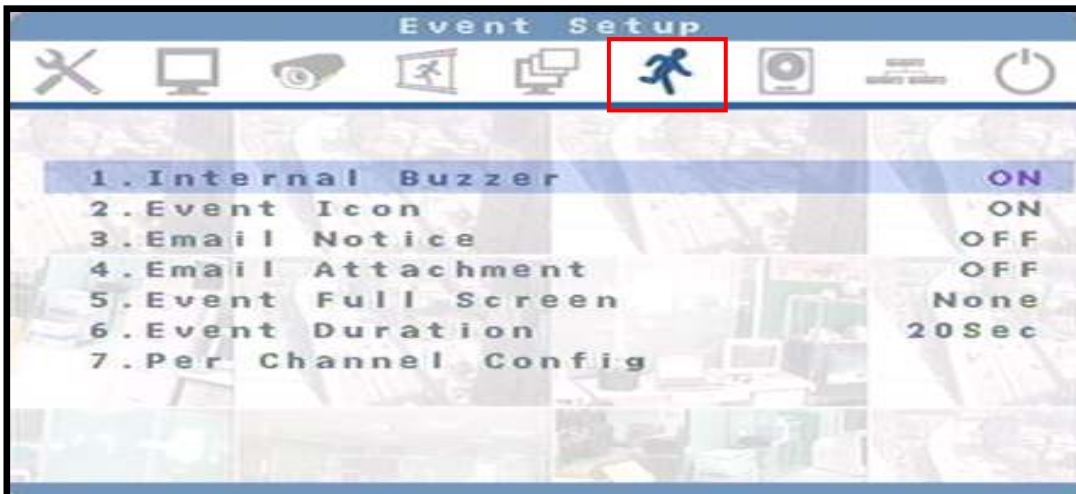 Event Setup
1.Internal Buzzer ON
2.Event Icon ON
3.Email Notice OFF
4.Email Attachment OFF
5.Event Full Screen None
6.Event Duration 20Sec
7.Per Channel Config